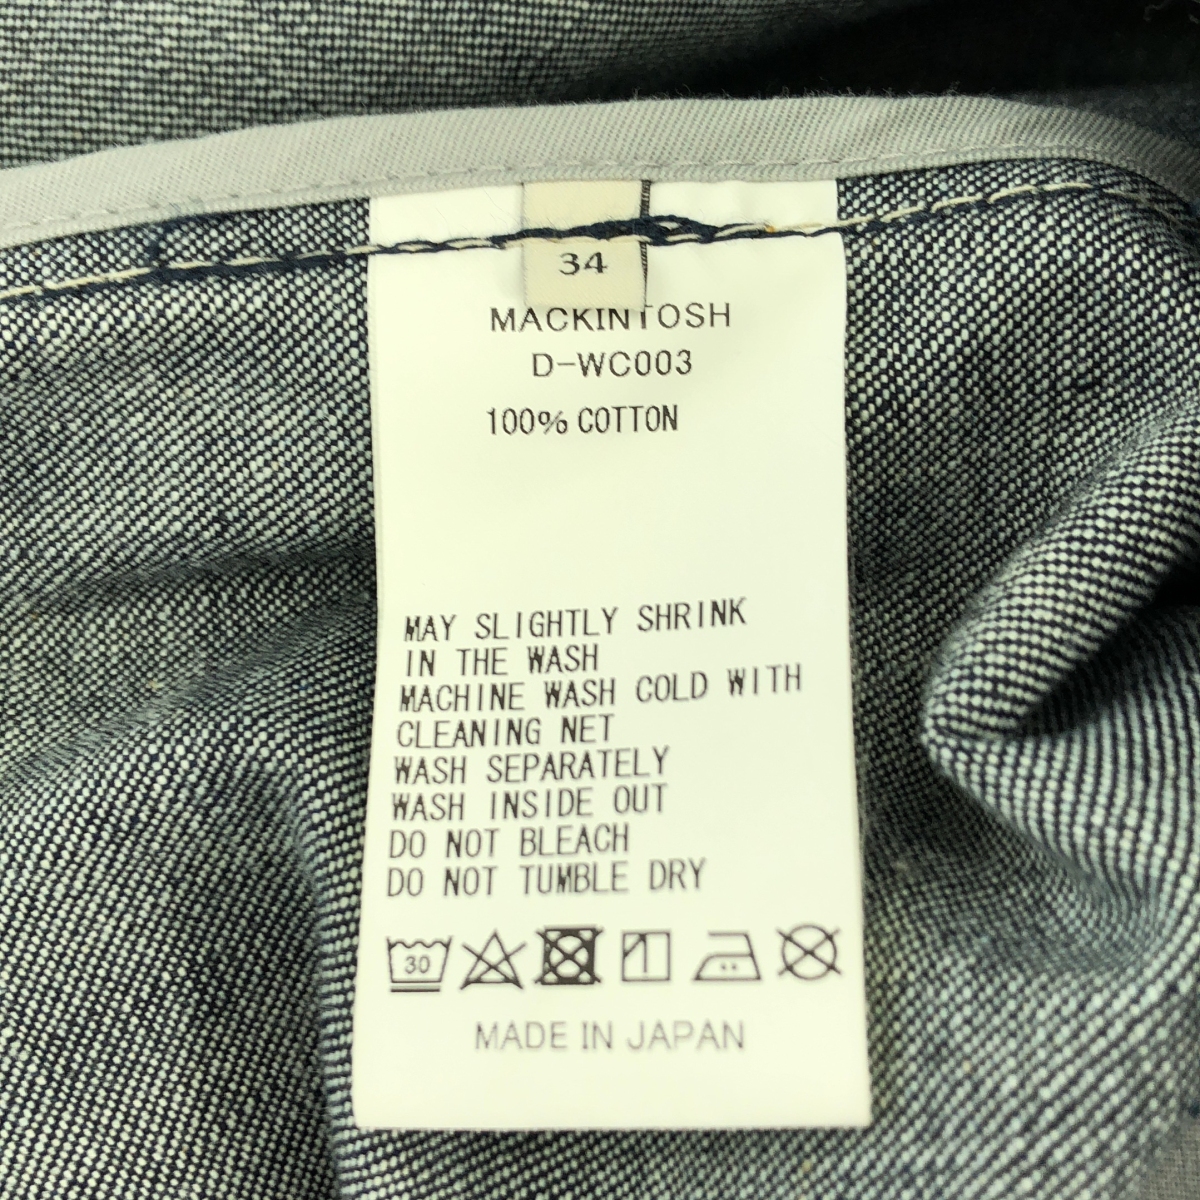 34
MACKINTOSH
D-WC003
100% COTTON
MAY SLIGHTLY SHRINK
IN THE WASH
MACHINE WASH COLD WITH
CLEANING NET
WASH SEPARATELY
WASH INSIDE OUT
DO NOT BLEACH
DO NOT TUMBLE DRY
30
MADE IN JAPAN